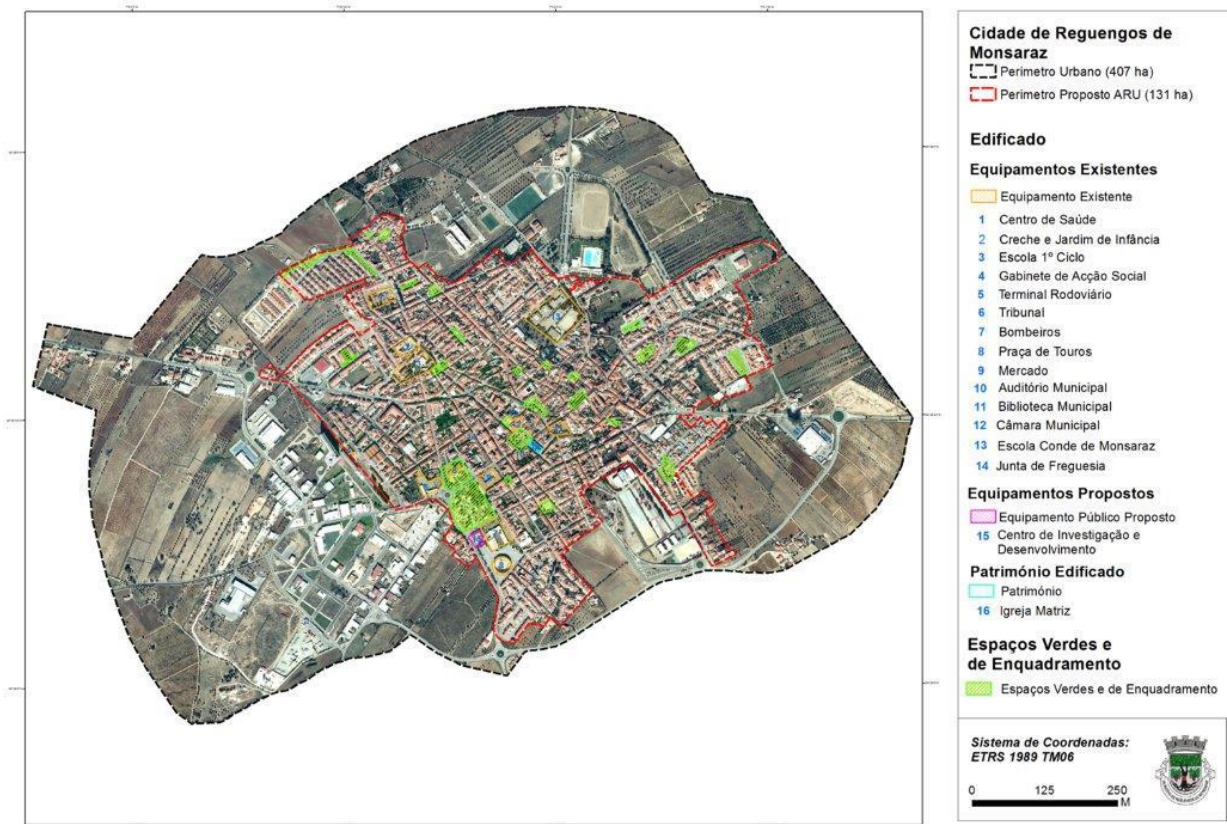 Cidade de Reguengos de
Monsaraz
Perimetro Urbano (407 ha)
Perimetro Proposto ARU (131 ha)
Edificado
Equipamentos Existentes
Equipamento Existente
1 Centro de Saúde
2 Creche e Jardim de Infância
3 Escola 1º Ciclo
4 Gabinete de Acção Social
5 Terminal Rodoviário
6 Tribunal
7 Bombeiros
8 Praça de Touros
9 Mercado
10 Auditório Municipal
11 Biblioteca Municipal
12 Câmara Municipal
13 Escola Conde de Monsaraz
14 Junta de Freguesia
Equipamentos Propostos
Equipamento Público Proposto
15 Centro de Investigação e
Desenvolvimento
Património Edificado
Património
16 Igreja Matriz
Espaços Verdes e
de Enquadramento
Espaços Verdes e de Enquadramento
Sistema de Coordenadas:
ETRS 1989 TM06
0 125 250
M
13